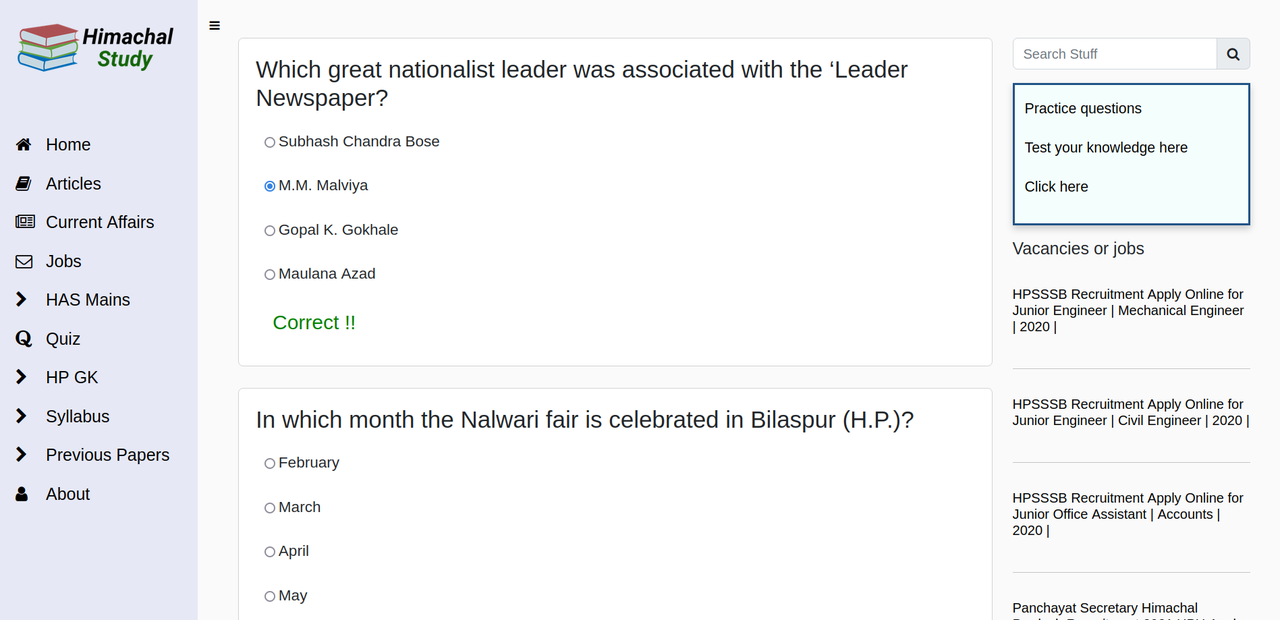 Himachal
Study
Home
Articles
Current Affairs
Jobs
HAS Mains
Quiz
HP GK
Syllabus
Previous Papers
About
Which great nationalist leader was associated with the ‘Leader
Newspaper?
Subhash Chandra Bose
M.M. Malviya
Gopal K. Gokhale
Maulana Azad
Correct !!
In which month the Nalwari fair is celebrated in Bilaspur (H.P.)?
February
March
April
May
Search Stuff
Practice questions
Test your knowledge here
Click here
Vacancies or jobs
HPSSSB Recruitment Apply Online for
Junior Engineer | Mechanical Engineer
| 2020 |
HPSSSB Recruitment Apply Online for
Junior Engineer | Civil Engineer | 2020 |
HPSSSB Recruitment Apply Online for
Junior Office Assistant | Accounts |
2020 |
Panchayat Secretary Himachal